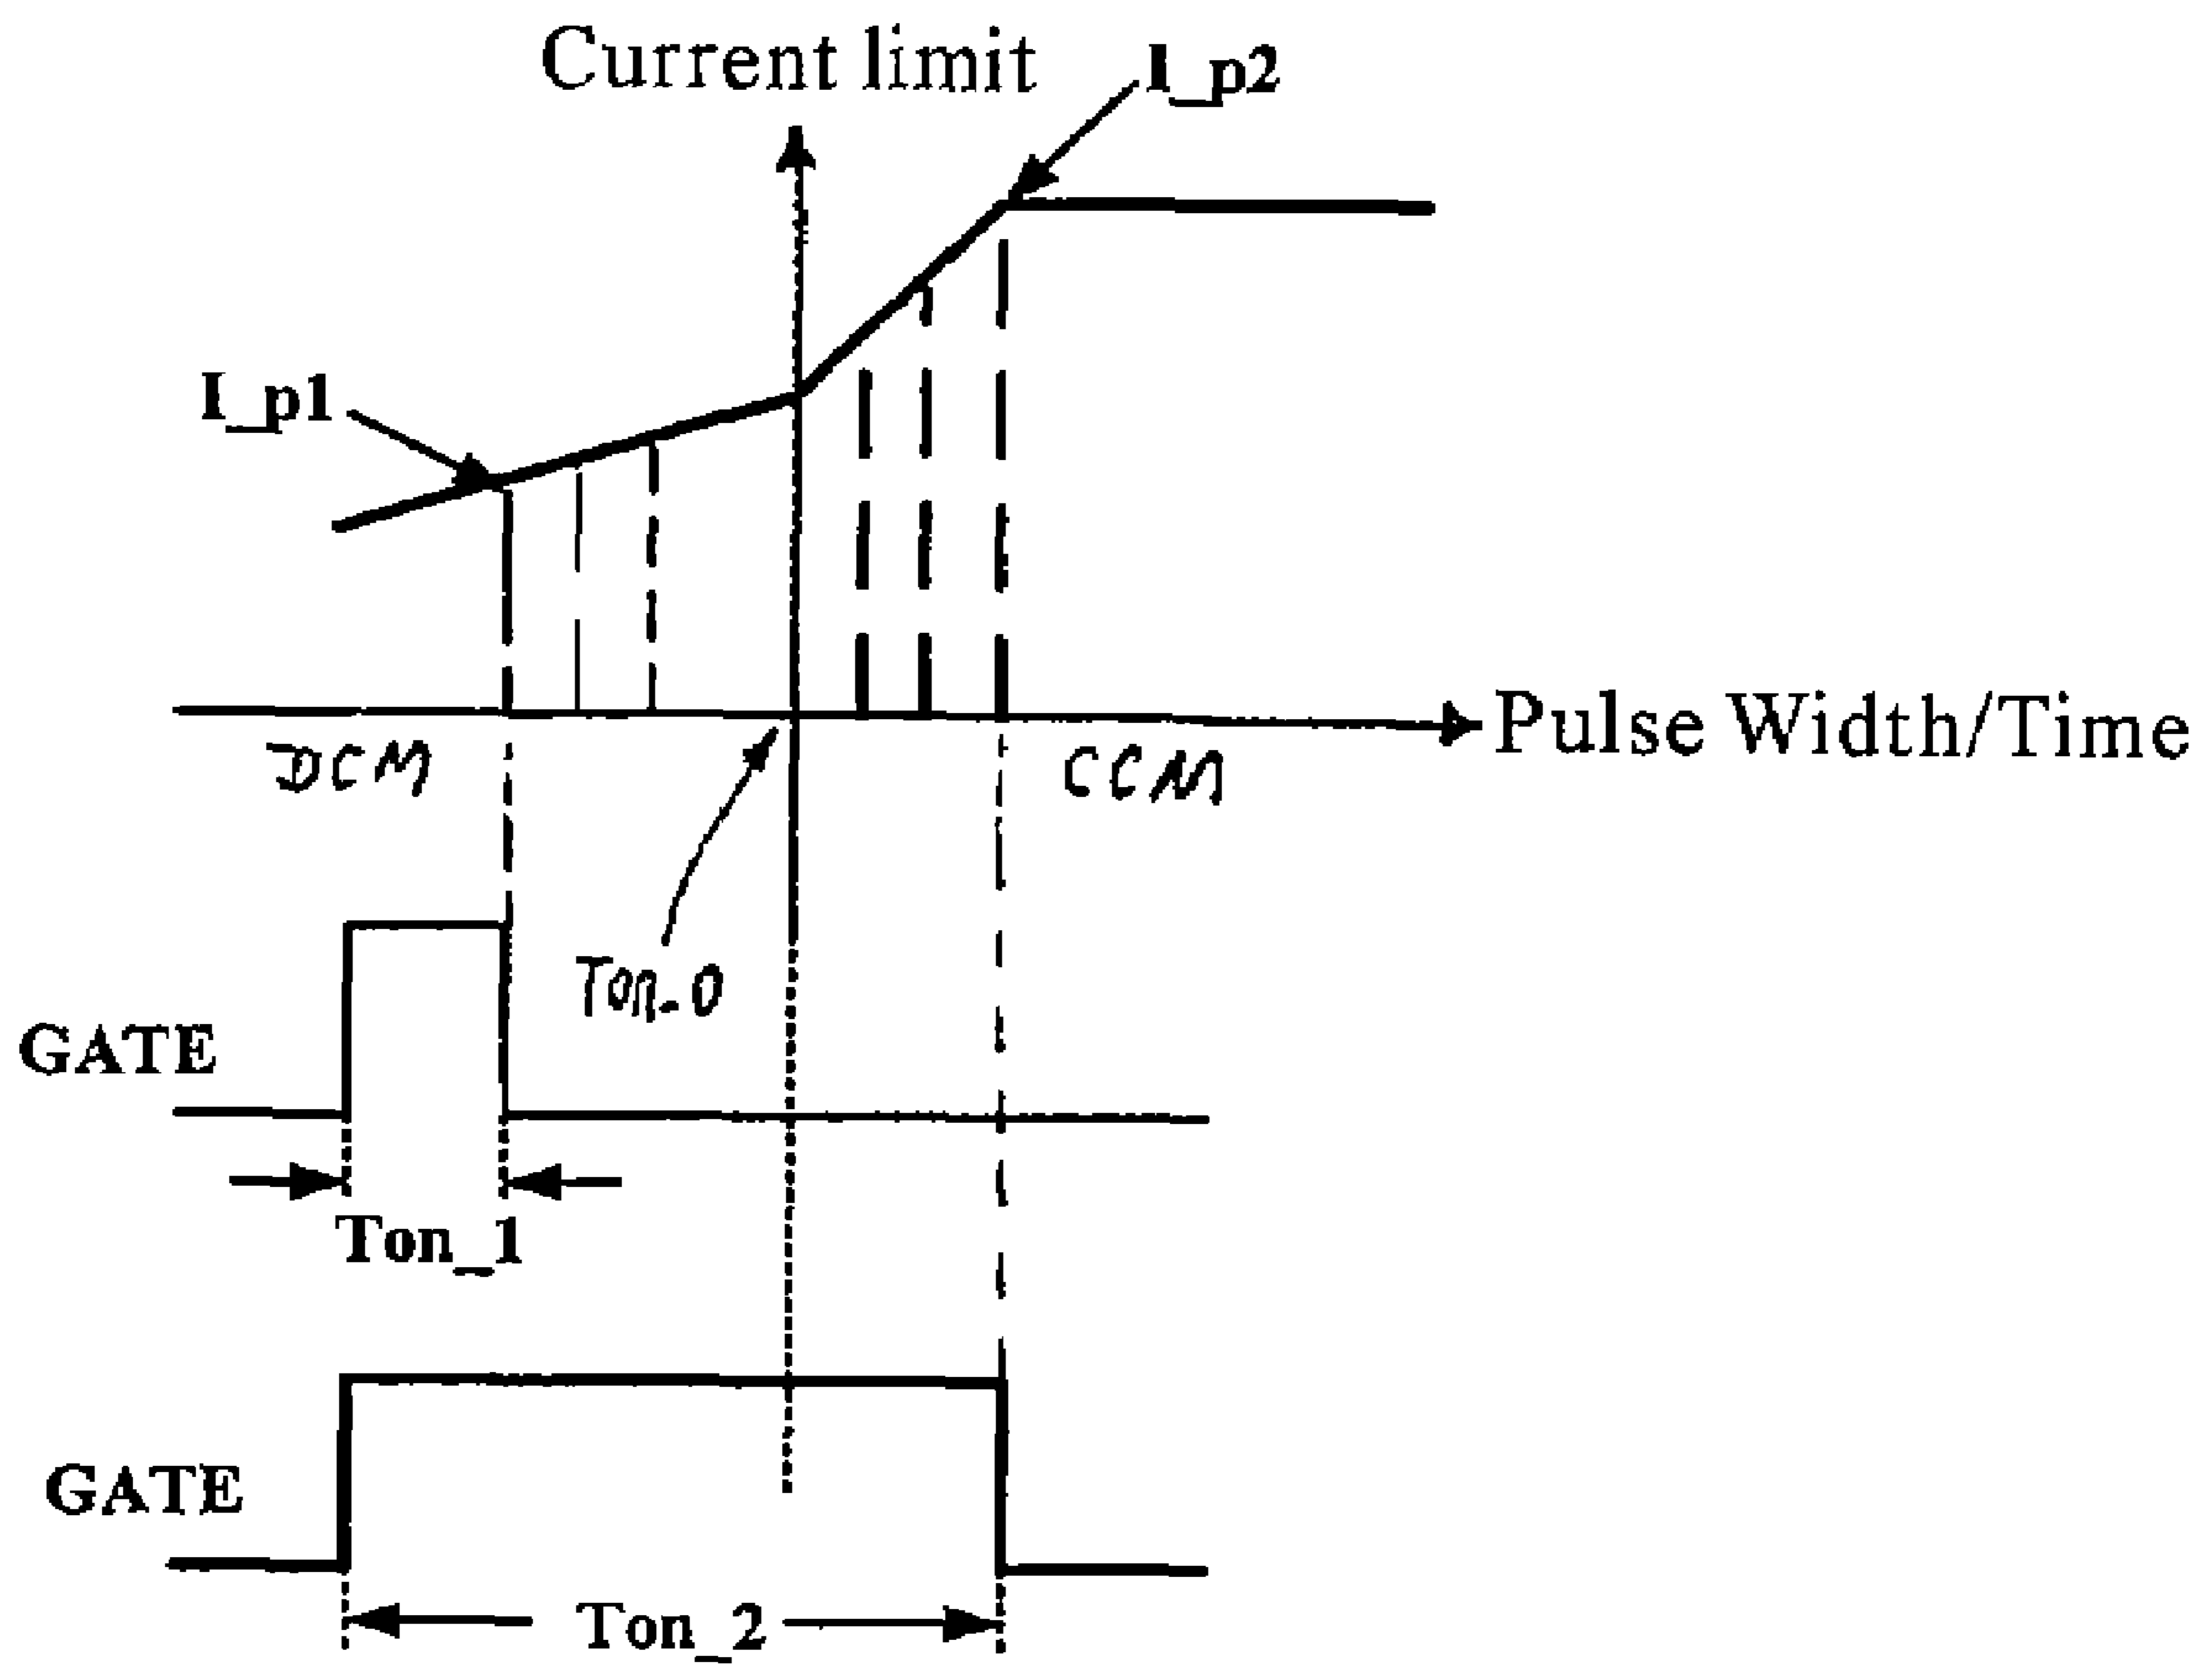 Current limit
I_p2
I_p1
Pulse Width/Time
DCM
CCM
Ton-0
GATE
Ton_1
GATE
Ton_2